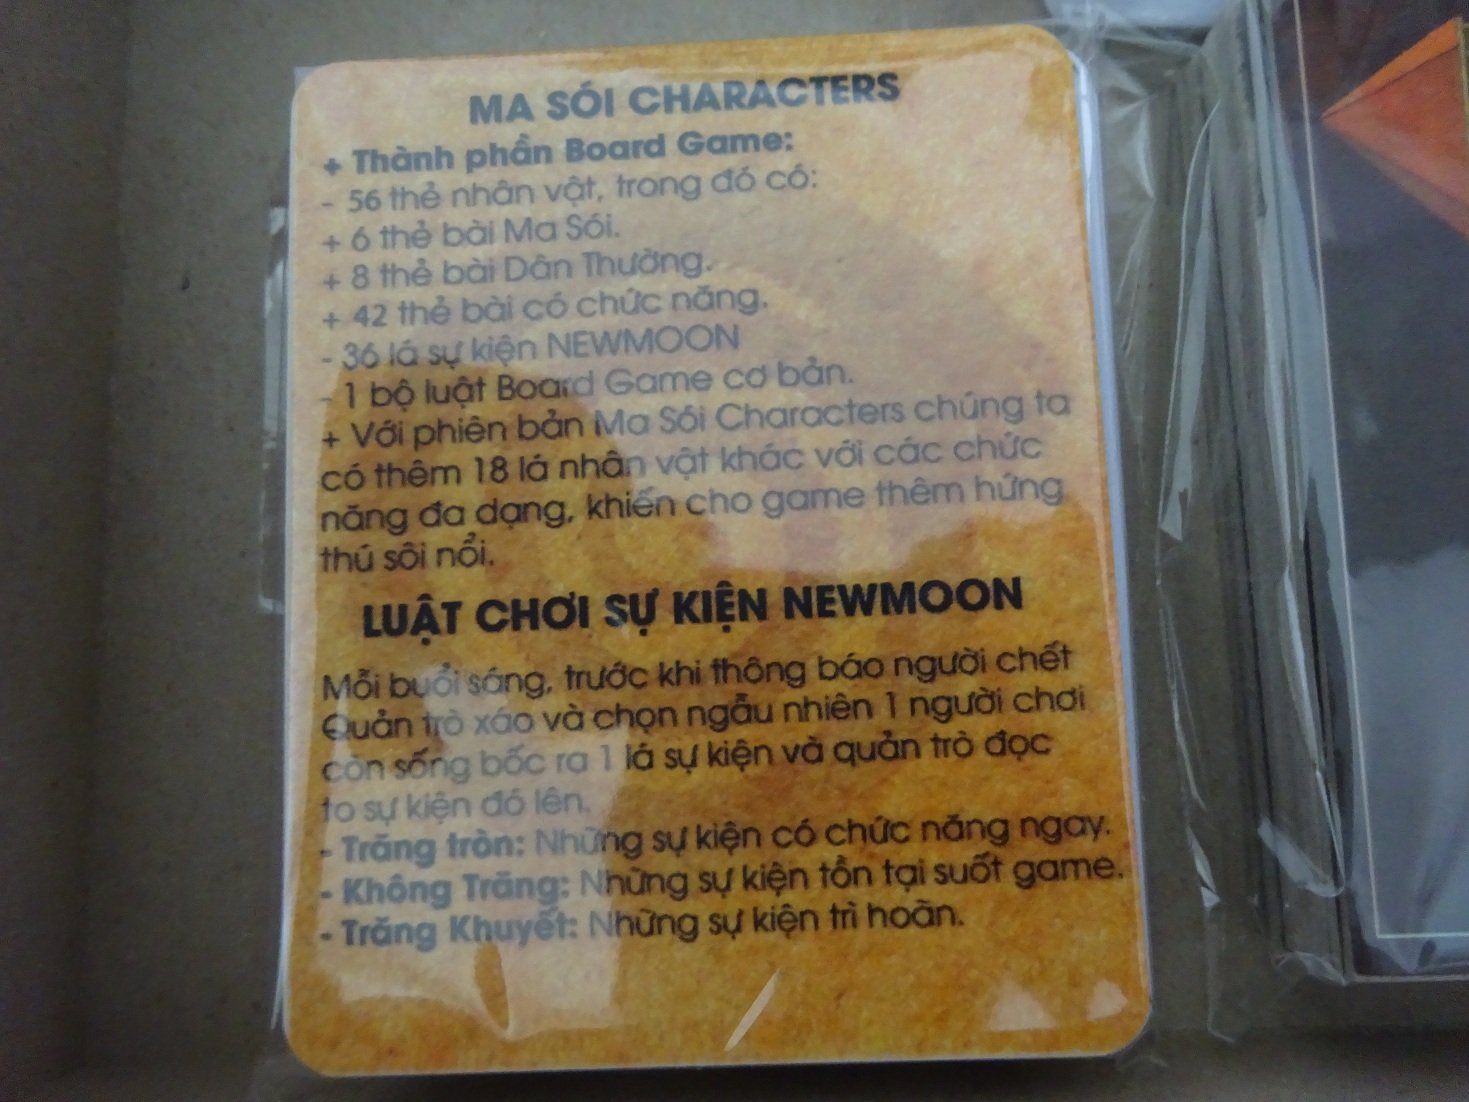 MA SÓI CHARACTERS
+ Thành phần Board Game:
- 56 thẻ nhân vật, trong đó có:
+ 6 thẻ bài Ma Sói.
+ 8 thẻ bài Dân Thường.
+ 42 thẻ bài có chức năng.
- 36 lá sự kiện NEWMOON
- 1 bộ luật Board Game cơ bản.
+ Với phiên bản Ma Sói Characters chúng ta
có thêm 18 lá nhân vật khác với các chức
năng đa dạng, khiến cho game thêm hứng
thú sôi nổi.
LUẬT CHƠI SỰ KIỆN NEWMOON
Mỗi buổi sáng, trước khi thông báo người chết
Quản trò xáo và chọn ngẫu nhiên 1 người chơi
còn sống bốc ra 1 lá sự kiện và quản trò đọc
to sự kiện đó lên.
- Trăng tròn: Những sự kiện có chức năng ngay.
- Không Trăng: Những sự kiện tồn tại suốt game.
- Trăng Khuyết: Những sự kiện trì hoãn.